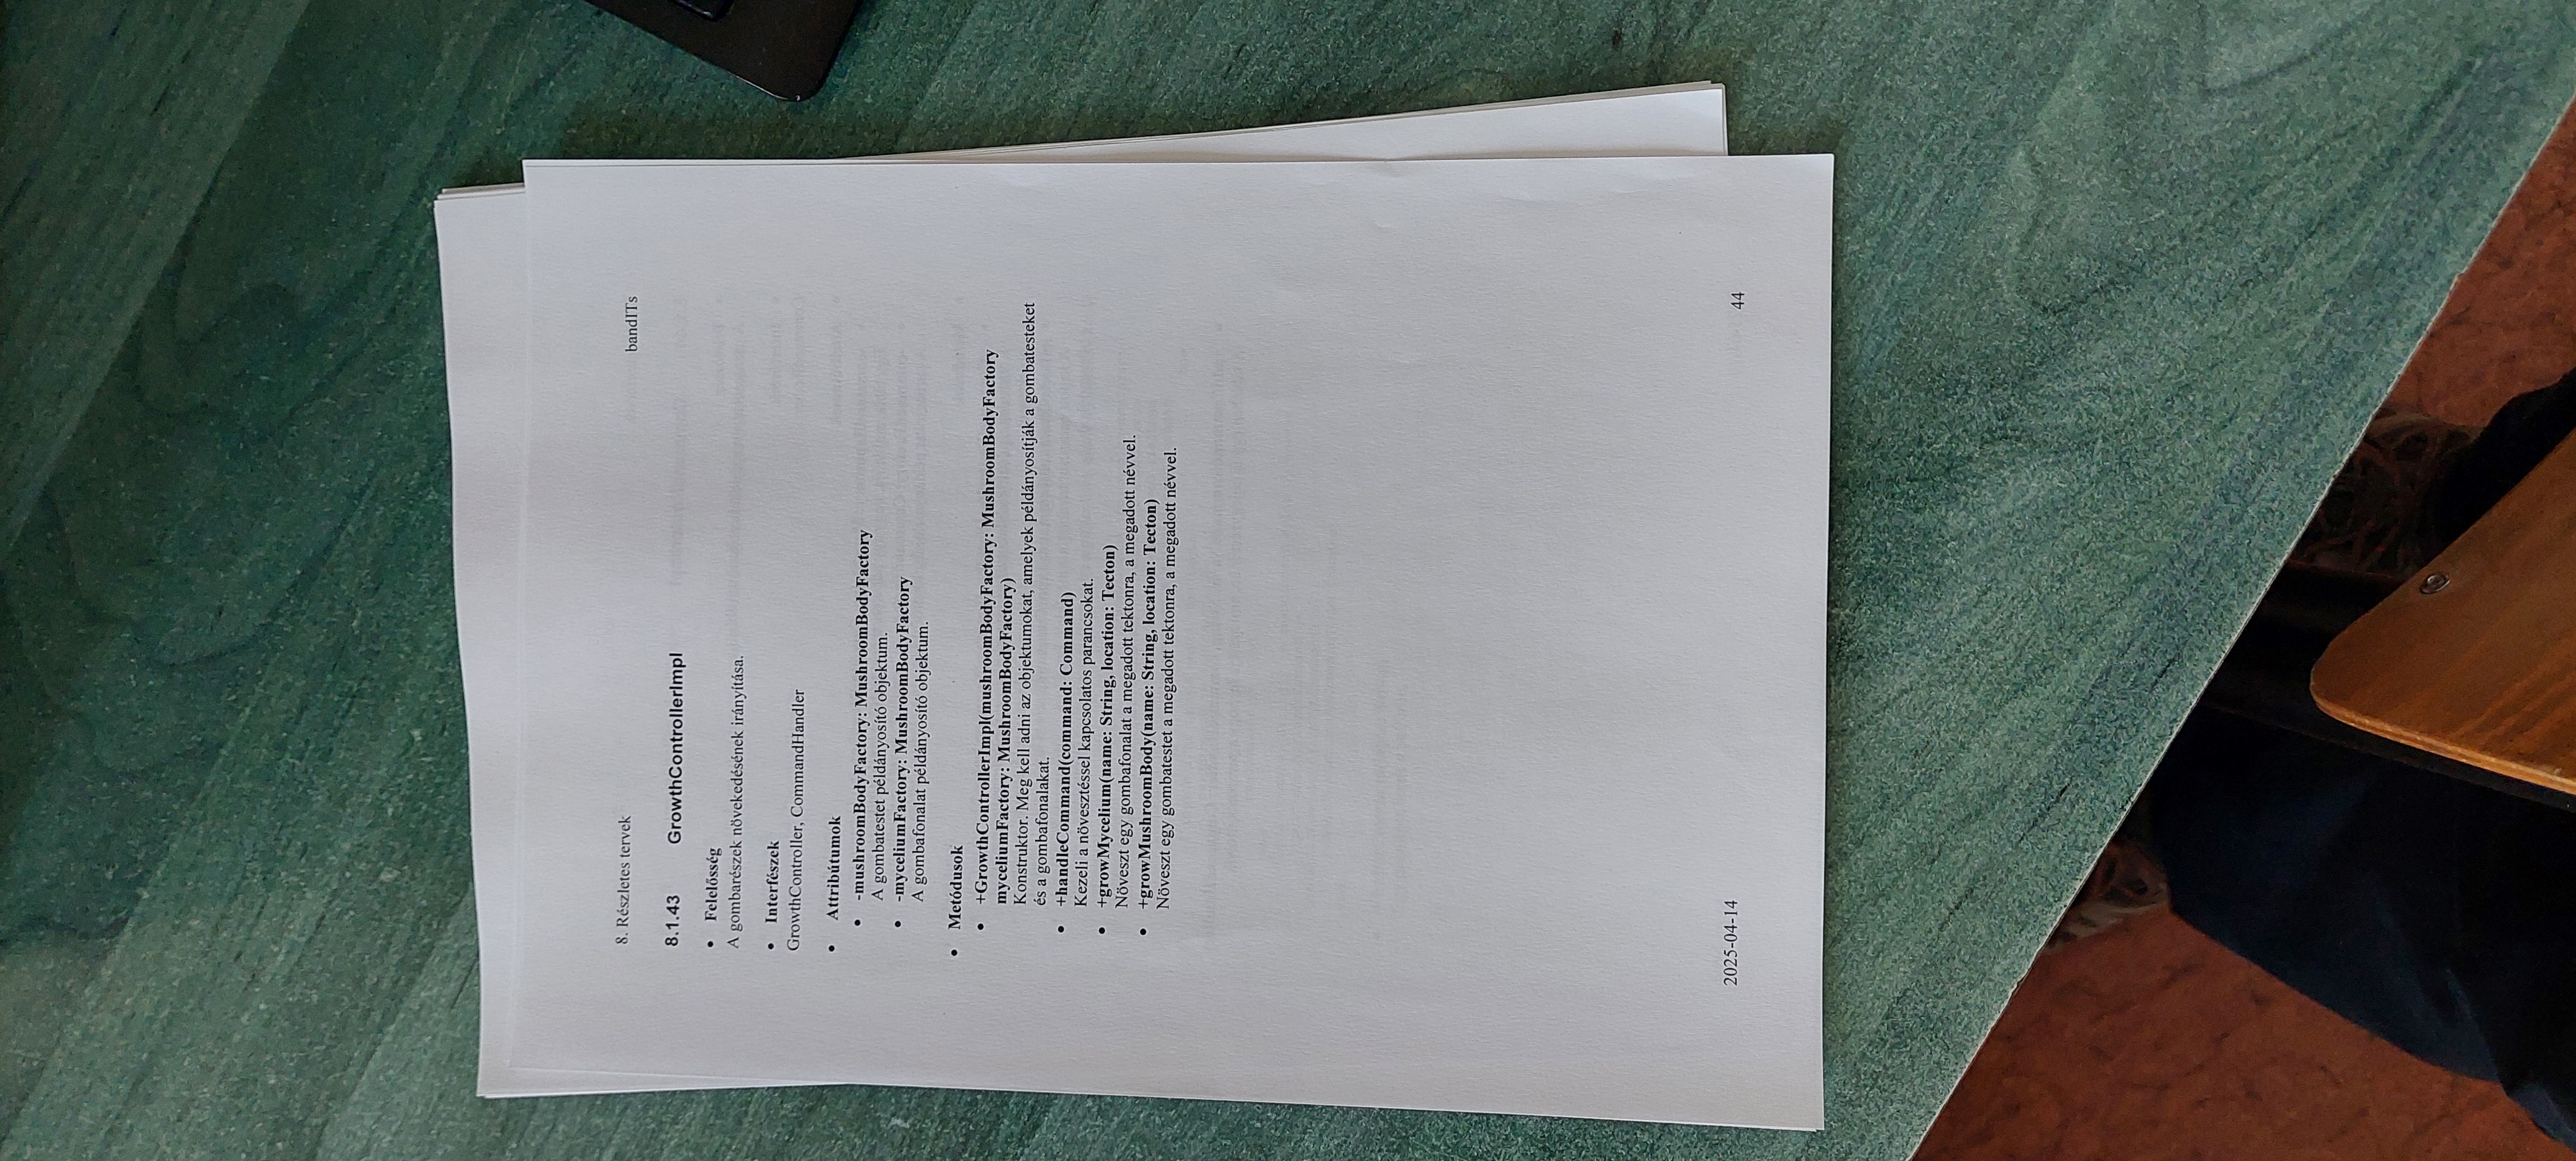 8. Részletes tervek
bandITs
8.1.43 GrowthControllerImpl
• Felelősség
A gombarészek növekedésének irányítása.
• Interfészek
GrowthController, CommandHandler
• Attribútumok
• -mushroomBodyFactory: MushroomBodyFactory
A gombatestet példányosító objektum.
• -myceliumFactory: MushroomBodyFactory
A gombafonalat példányosító objektum.
• Metódusok
• +GrowthControllerImpl(mushroomBodyFactory: MushroomBodyFactory
myceliumFactory: MushroomBodyFactory)
Konstruktor. Meg kell adni az objektumokat, amelyek példányosítják a gombatesteket
és a gombafonalakat.
• +handleCommand(command: Command)
Kezeli a növesztéssel kapcsolatos parancsokat.
• +growMycelium(name: String, location: Tecton)
Növeszt egy gombafonalat a megadott tektonra, a megadott névvel.
• +growMushroomBody(name: String, location: Tecton)
Növeszt egy gombatestet a megadott tektonra, a megadott névvel.
2025-04-14
44